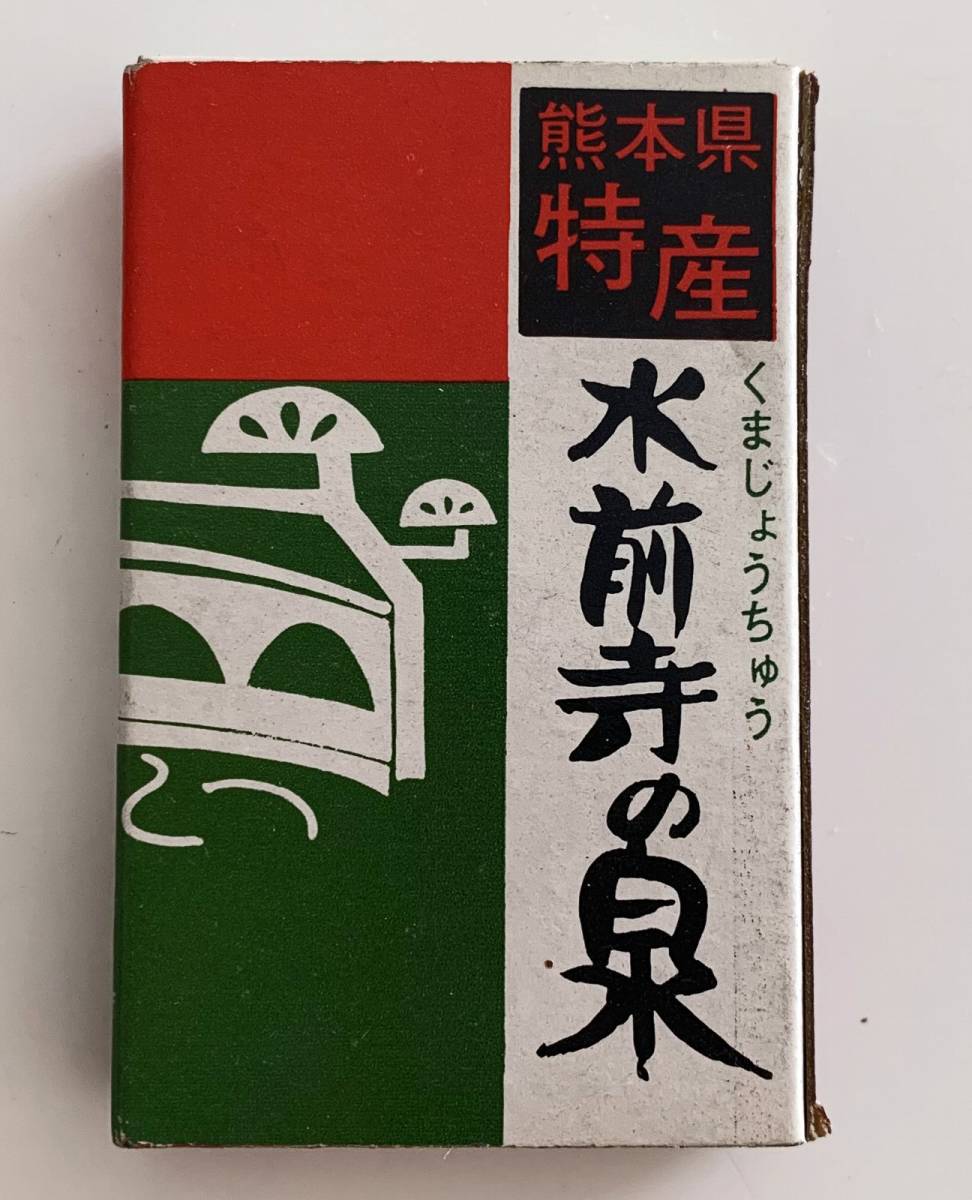 熊本県
特産
くまじょうちゅう
水前寺の泉